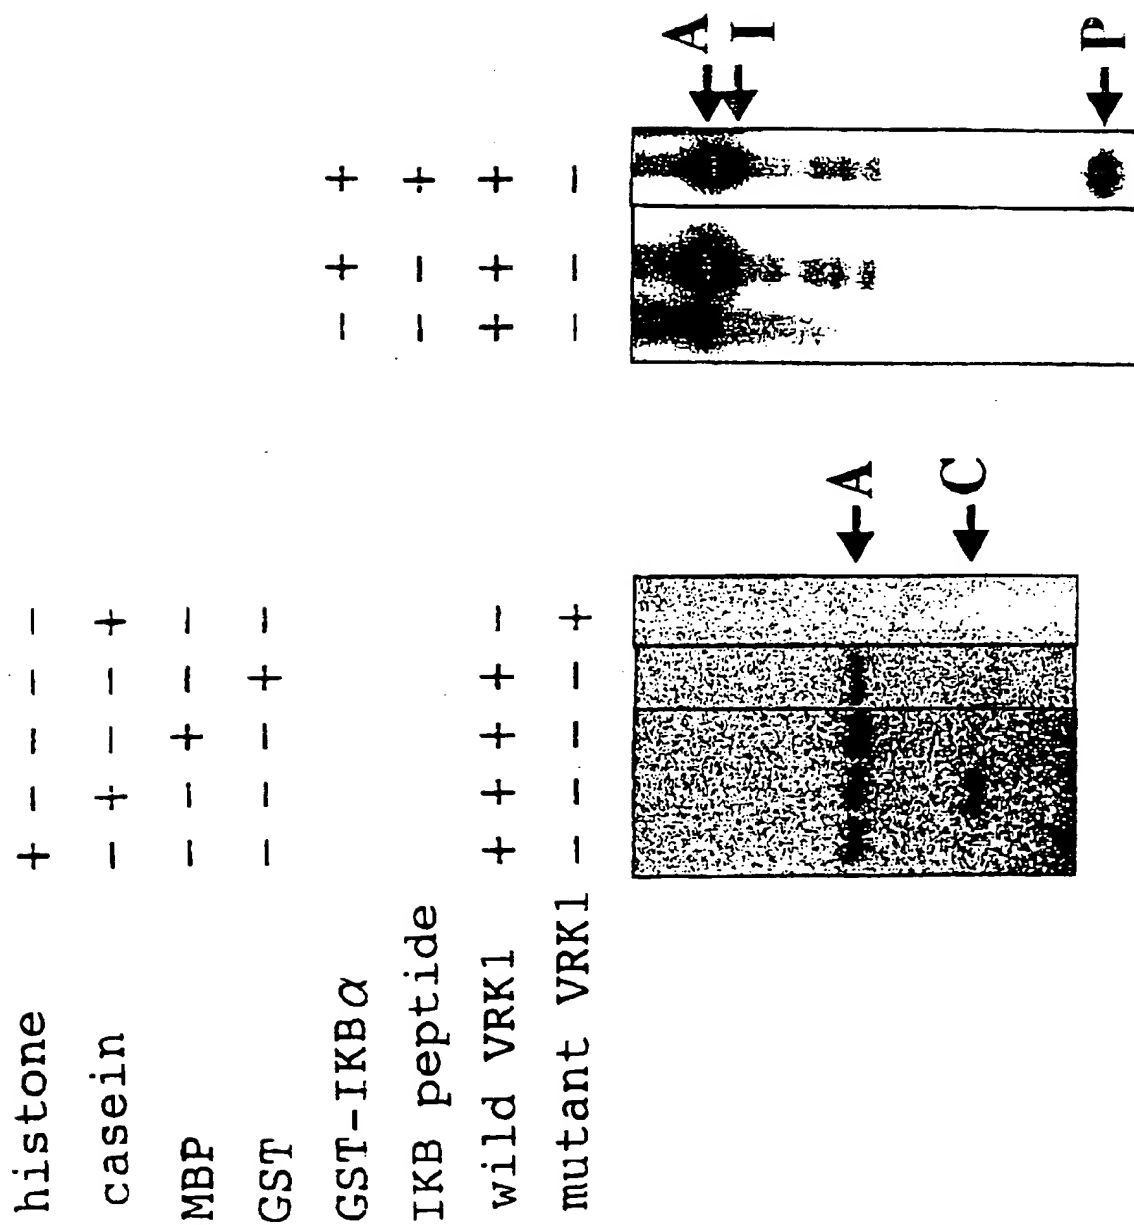 histone + − − − −
casein − + − − +
MBP − − + − −
GST − − − + −
GST-IKBα − + +
IKB peptide − − +
wild VRK1 + + + + − + + +
mutant VRK1 − − − − + − − −
A
C
A
I
P